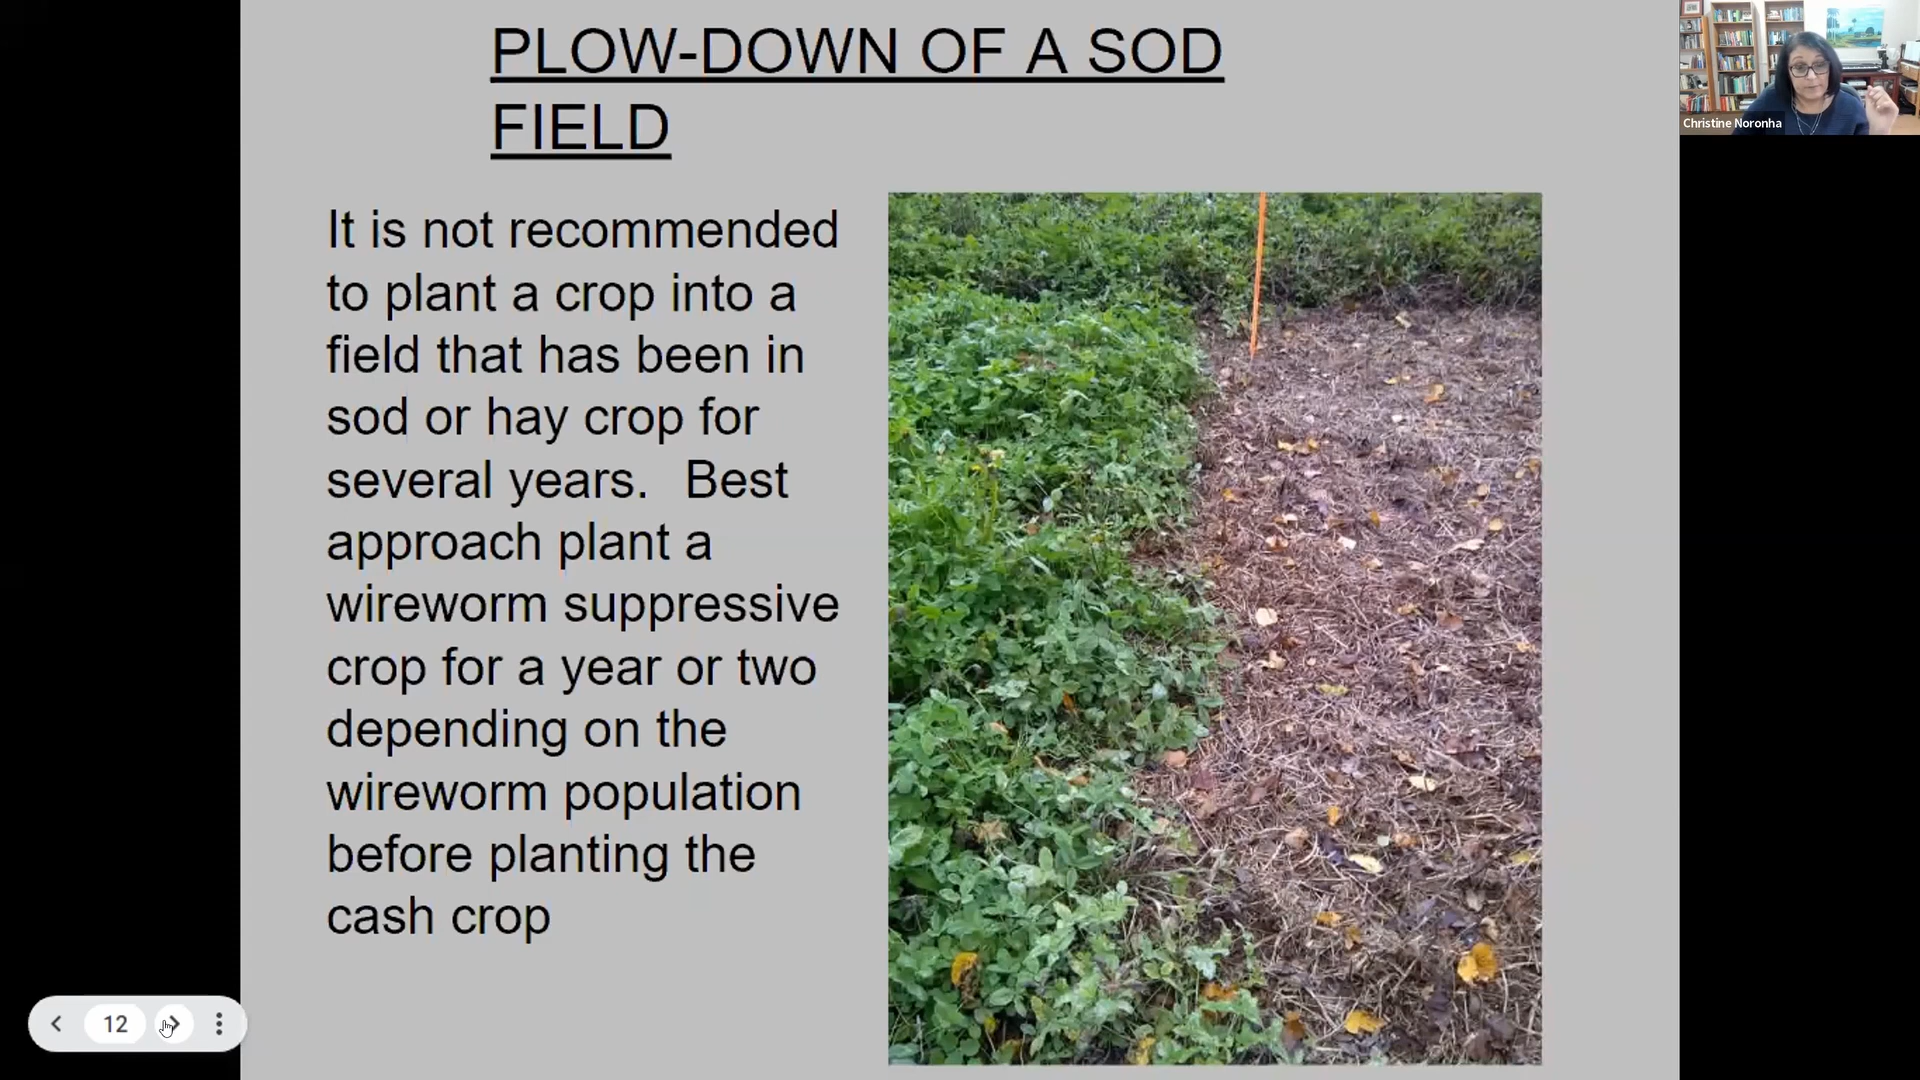 PLOW-DOWN OF A SOD
FIELD
It is not recommended
to plant a crop into a
field that has been in
sod or hay crop for
several years.  Best
approach plant a
wireworm suppressive
crop for a year or two
depending on the
wireworm population
before planting the
cash crop
Christine Noronha
12